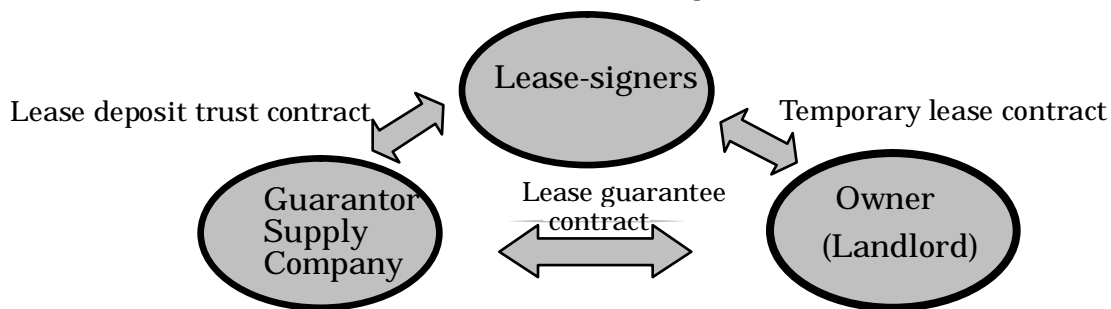 Lease-signers
Lease deposit trust contract
Temporary lease contract
Guarantor
Supply
Company
Lease guarantee
contract
Owner
(Landlord)